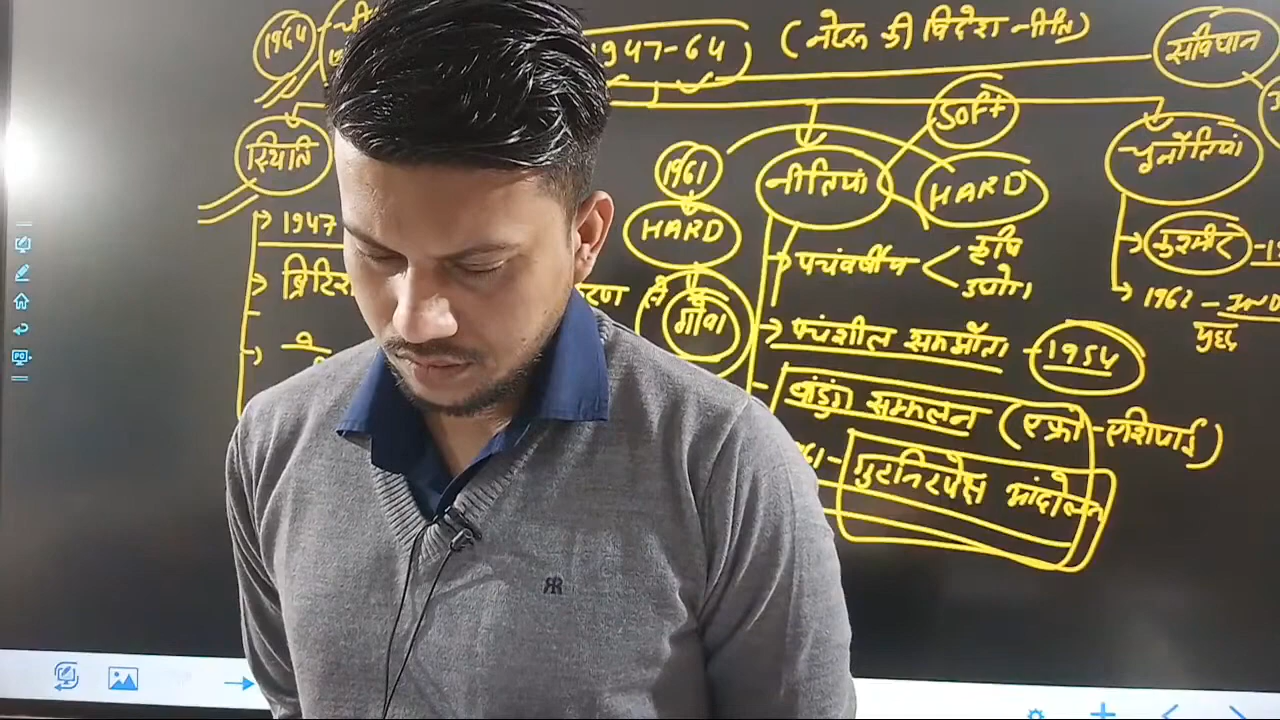 1964
1947-64 (नेहरू की विदेश नीति)
संविधान
स्थिति
1961
नीतियां
SOFT
HARD
चुनौतियां
1947
HARD
पंचवर्षीय
कृषि
उद्योग
कश्मीर
ब्रिटिश
गोवा
1962
युद्ध
पंचशील समझौता - 1954
बांडुंग सम्मेलन (एफ्रो-एशियाई)
गुटनिरपेक्ष आंदोलन